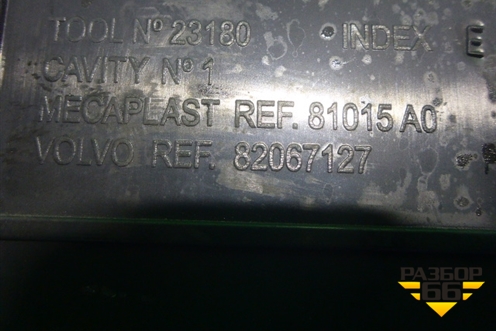 TOOL Nº 23180 INDEX E
CAVITY Nº 1
MECAPLAST REF. 81015 A0
VOLVO REF. 82067127
РАЗБОР
66